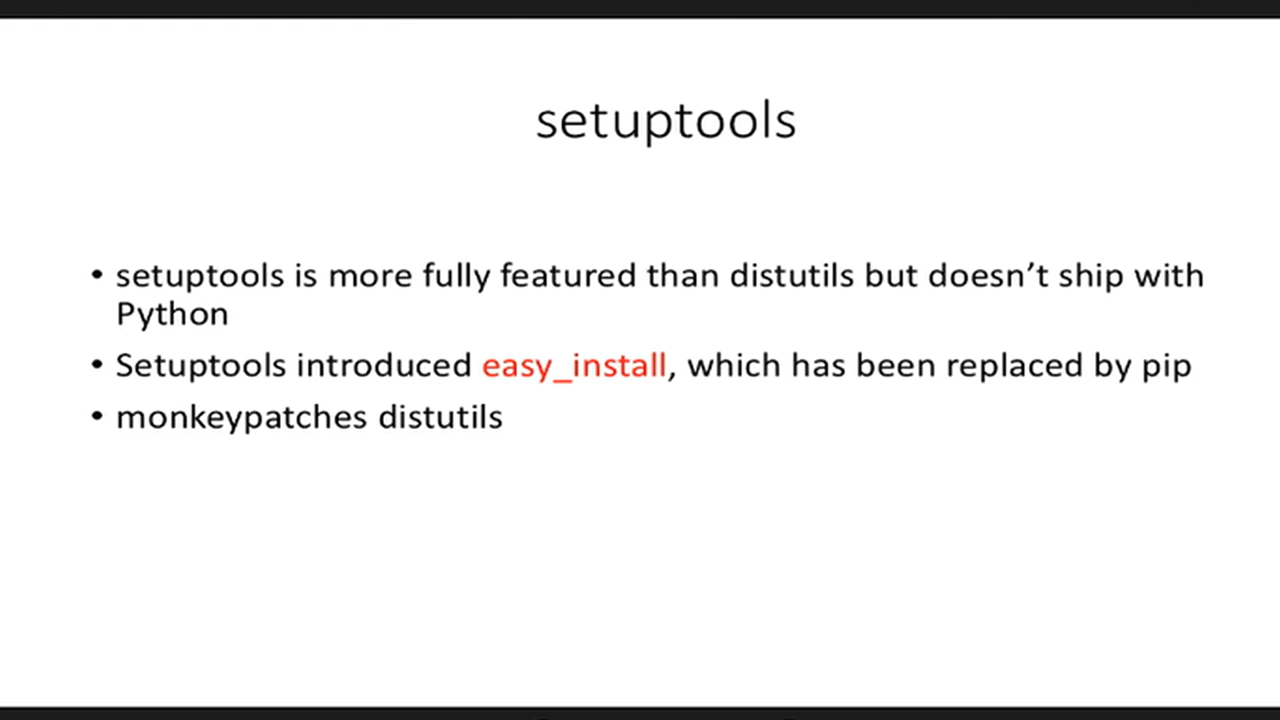 setuptools
• setuptools is more fully featured than distutils but doesn’t ship with
Python
• Setuptools introduced easy_install, which has been replaced by pip
• monkeypatches distutils